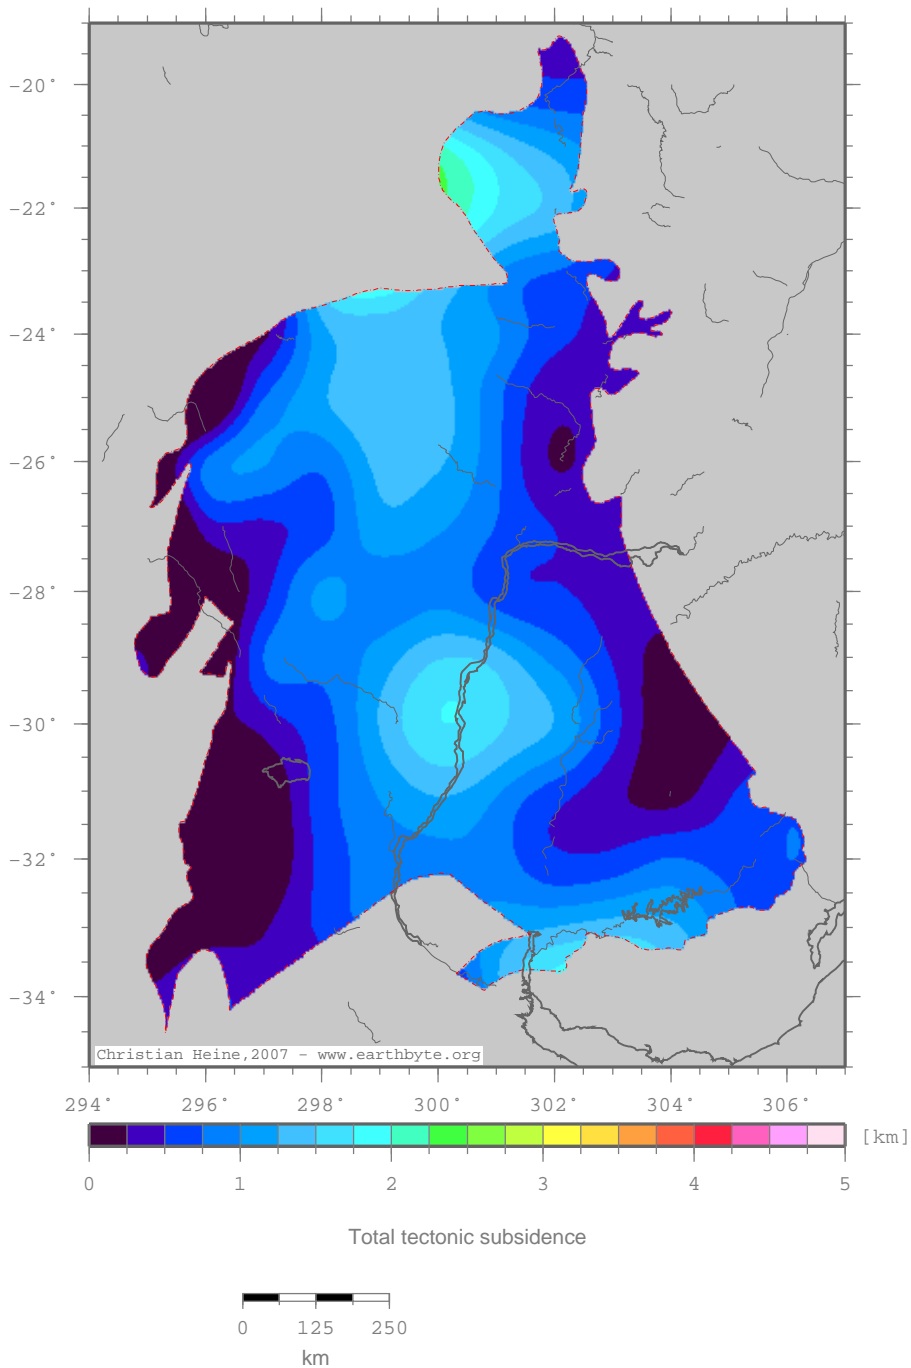 −20°
−22°
−24°
−26°
−28°
−30°
−32°
−34°
Christian Heine,2007 − www.earthbyte.org
294° 296° 298° 300° 302° 304° 306°
[km]
0 1 2 3 4 5
Total tectonic subsidence
0 125 250
km